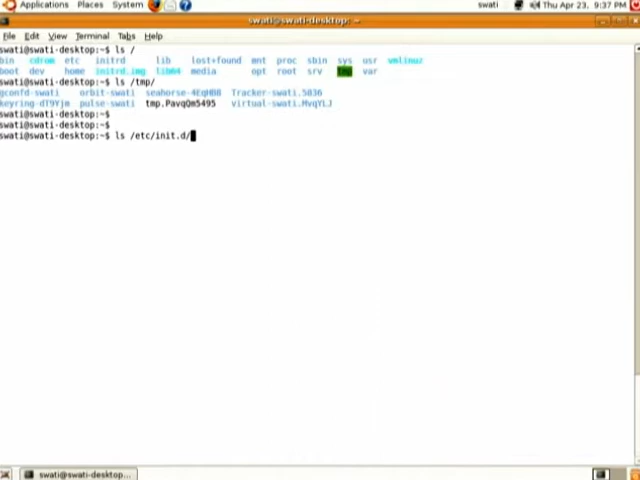 Applications Places System swati Thu Apr 23, 9:37 PM
swati@swati-desktop: ~
File Edit View Terminal Tabs Help
swati@swati-desktop:~$ ls /
bin cdrom etc initrd lib lost+found mnt proc sbin sys usr vmlinuz
boot dev home initrd.img lib64 media opt root srv tmp var
swati@swati-desktop:~$ ls /tmp/
gconfd-swati orbit-swati seahorse-4EqHB8 Tracker-swati.5836
keyring-dT9Yjm pulse-swati tmp.PavqOm5495 virtual-swati.MvqYLJ
swati@swati-desktop:~$
swati@swati-desktop:~$
swati@swati-desktop:~$ ls /etc/init.d/
swati@swati-desktop...